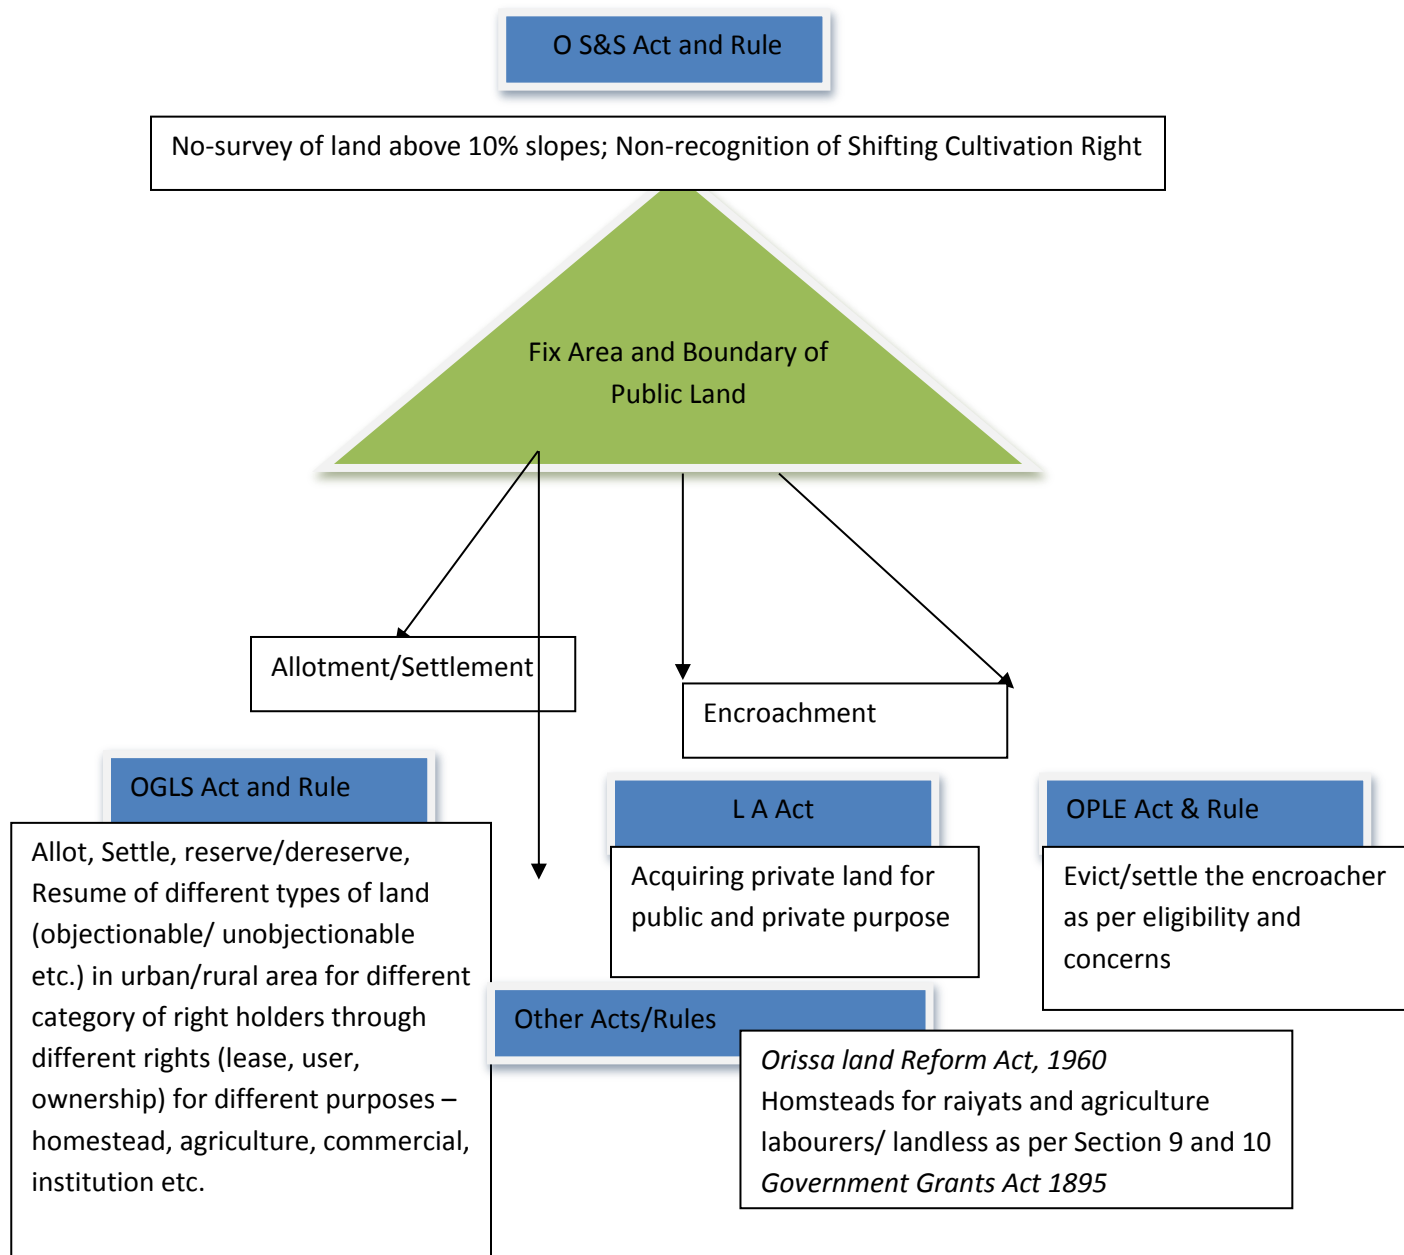 O S&S Act and Rule
No-survey of land above 10% slopes; Non-recognition of Shifting Cultivation Right
Fix Area and Boundary of
Public Land
Allotment/Settlement
Encroachment
OGLS Act and Rule
Allot, Settle, reserve/dereserve,
Resume of different types of land
(objectionable/ unobjectionable
etc.) in urban/rural area for different
category of right holders through
different rights (lease, user,
ownership) for different purposes –
homestead, agriculture, commercial,
institution etc.
L A Act
Acquiring private land for
public and private purpose
OPLE Act & Rule
Evict/settle the encroacher
as per eligibility and
concerns
Other Acts/Rules
Orissa land Reform Act, 1960
Homsteads for raiyats and agriculture
labourers/ landless as per Section 9 and 10
Government Grants Act 1895